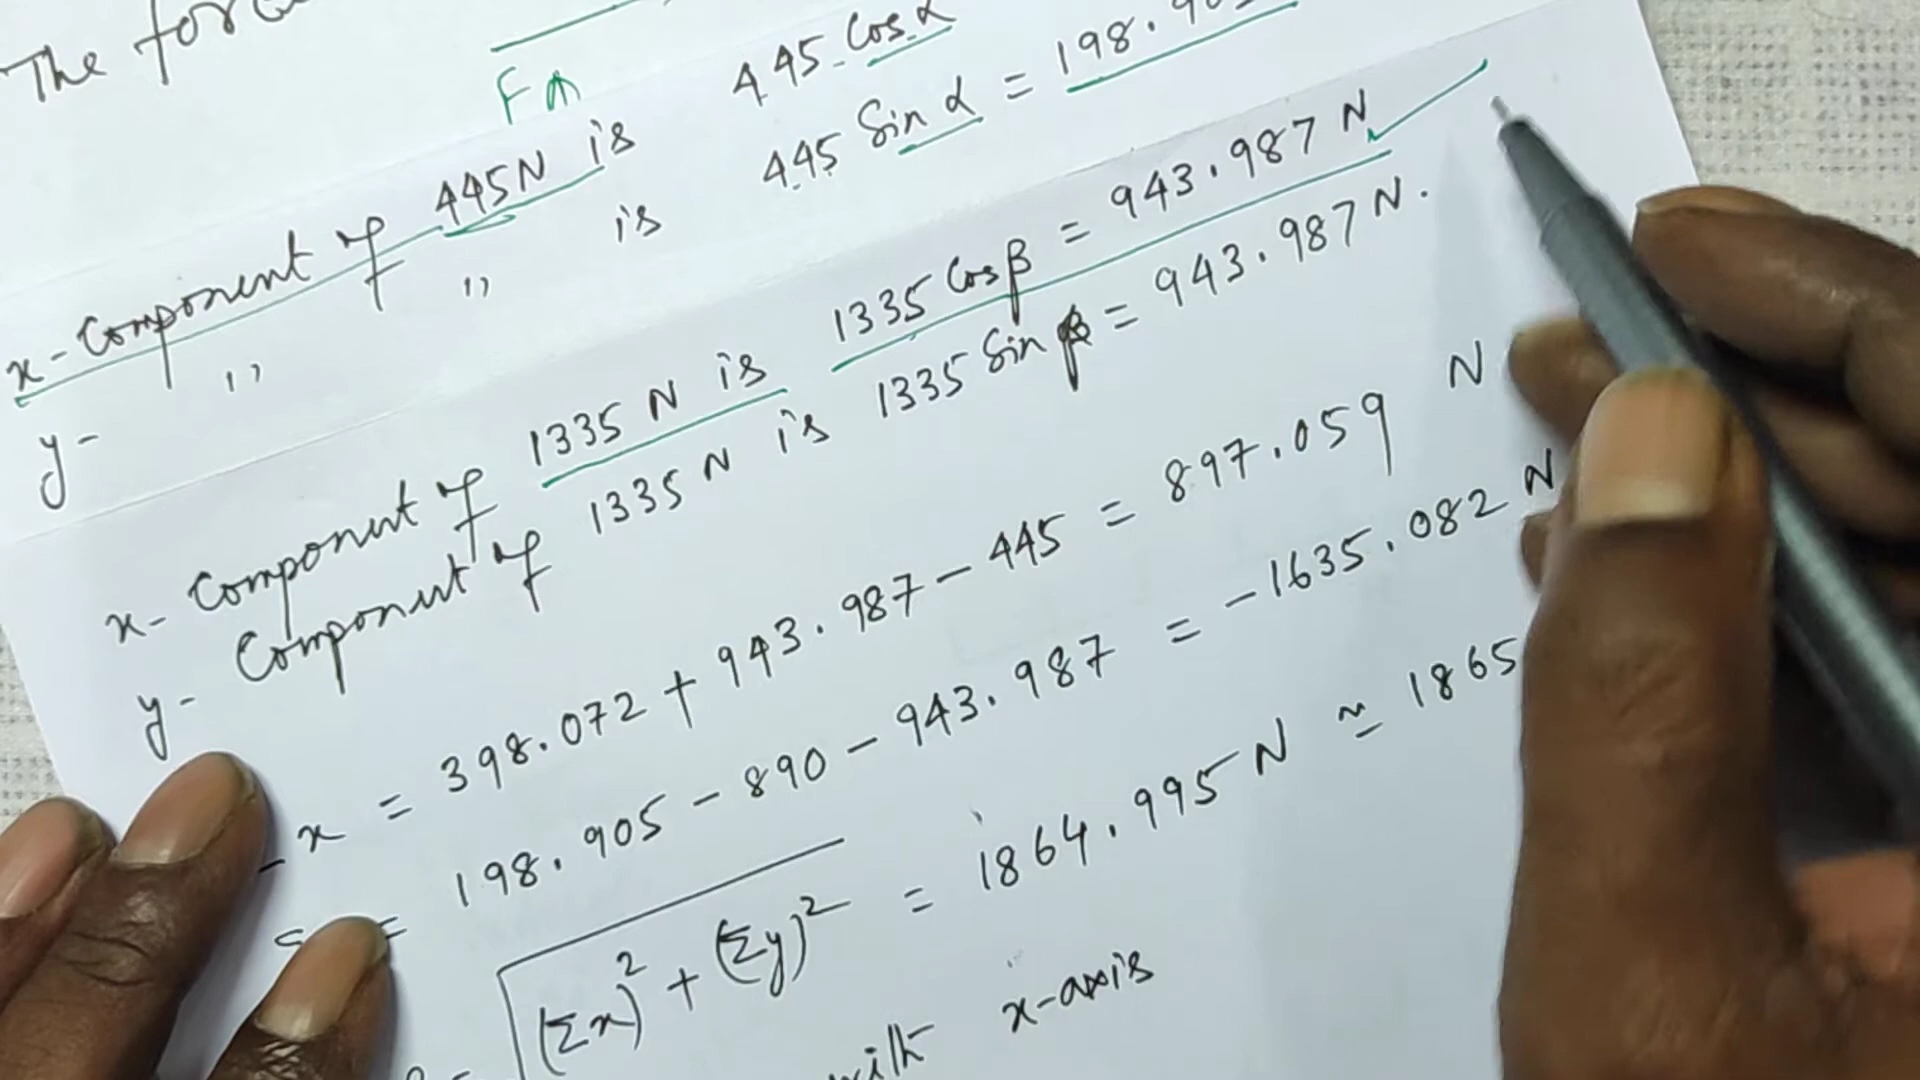 The
F A
x- Component of 445N is 445 Cos α
y- ,, ,, is 445 Sin α = 198.905
x- Component of 1335 N is 1335 Cos β = 943.987 N
y- Component of 1335 N is 1335 Sin β = 943.987 N.
x = 398.072 + 943.987 - 445 = 897.059 N
= 198.905 - 890 - 943.987 = -1635.082 N
= √(Σx)² + (Σy)² = 1864.995 N ≃ 1865
with x-axis